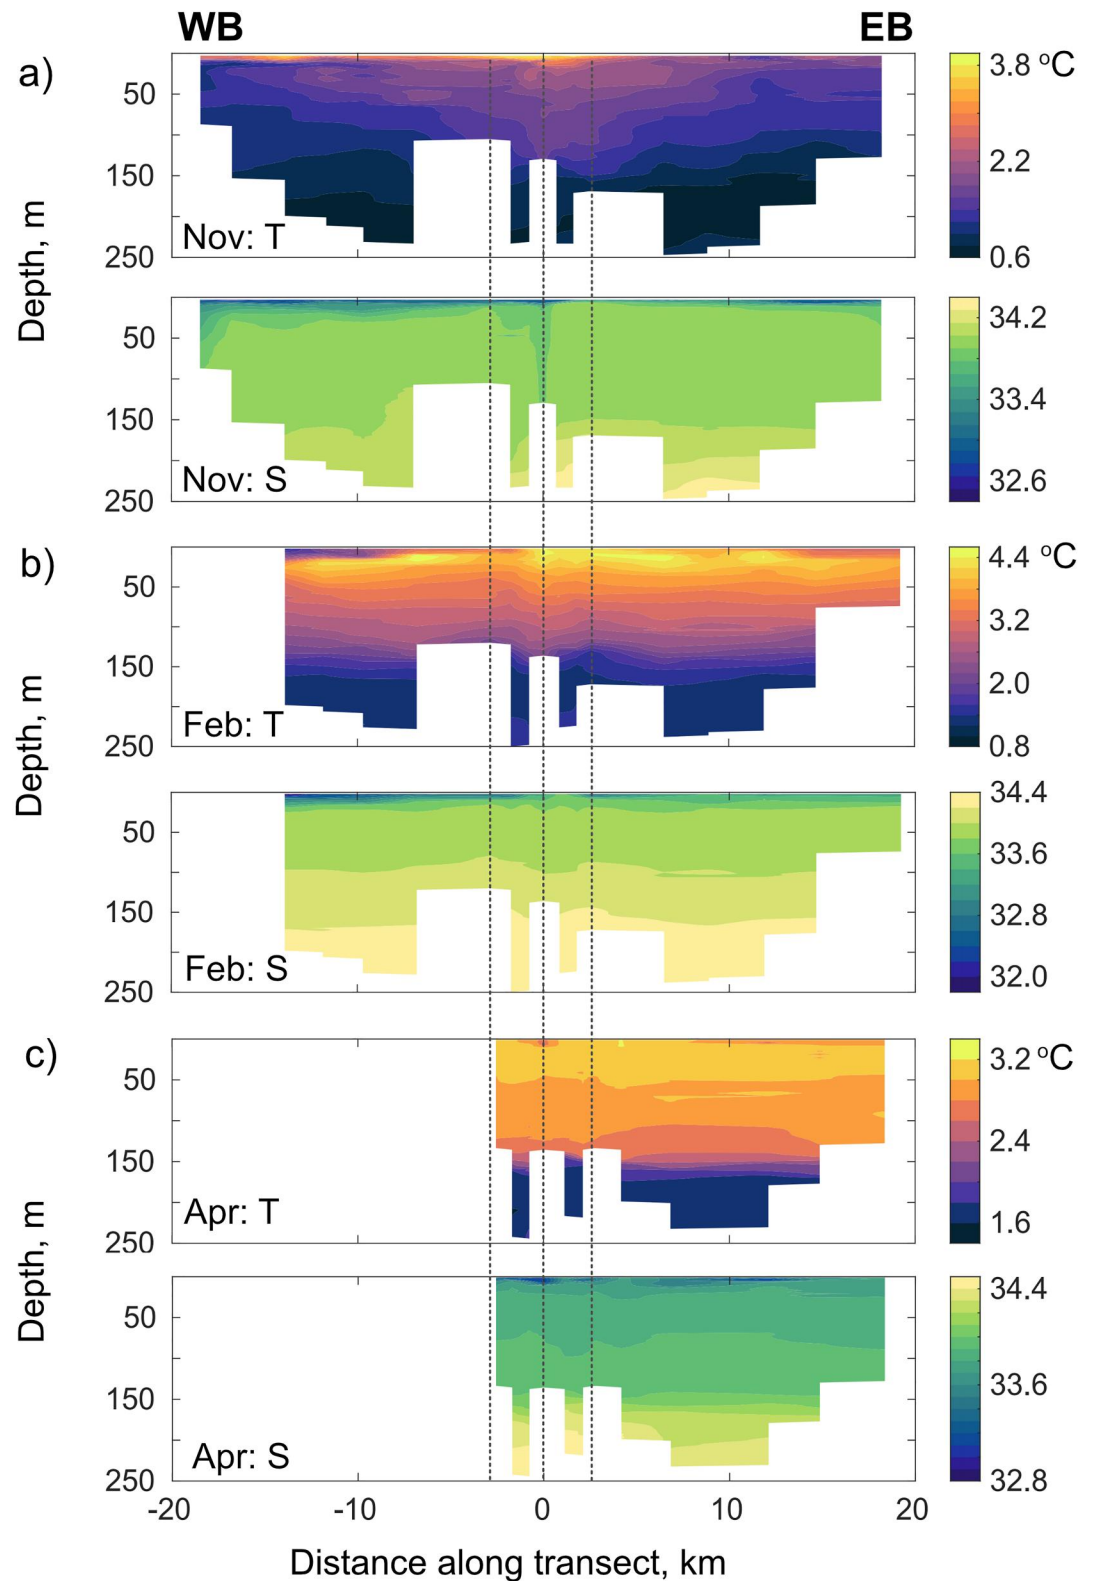 WB EB
a)
50
150
250
Depth, m
Nov: T
3.8 °C
2.2
0.6
50
150
250
Nov: S
34.2
33.4
32.6
b)
50
150
250
Depth, m
Feb: T
4.4 °C
3.2
2.0
0.8
50
150
250
Feb: S
34.4
33.6
32.8
32.0
c)
50
150
250
Depth, m
Apr: T
3.2 °C
2.4
1.6
50
150
250
Apr: S
34.4
33.6
32.8
-20 -10 0 10 20
Distance along transect, km